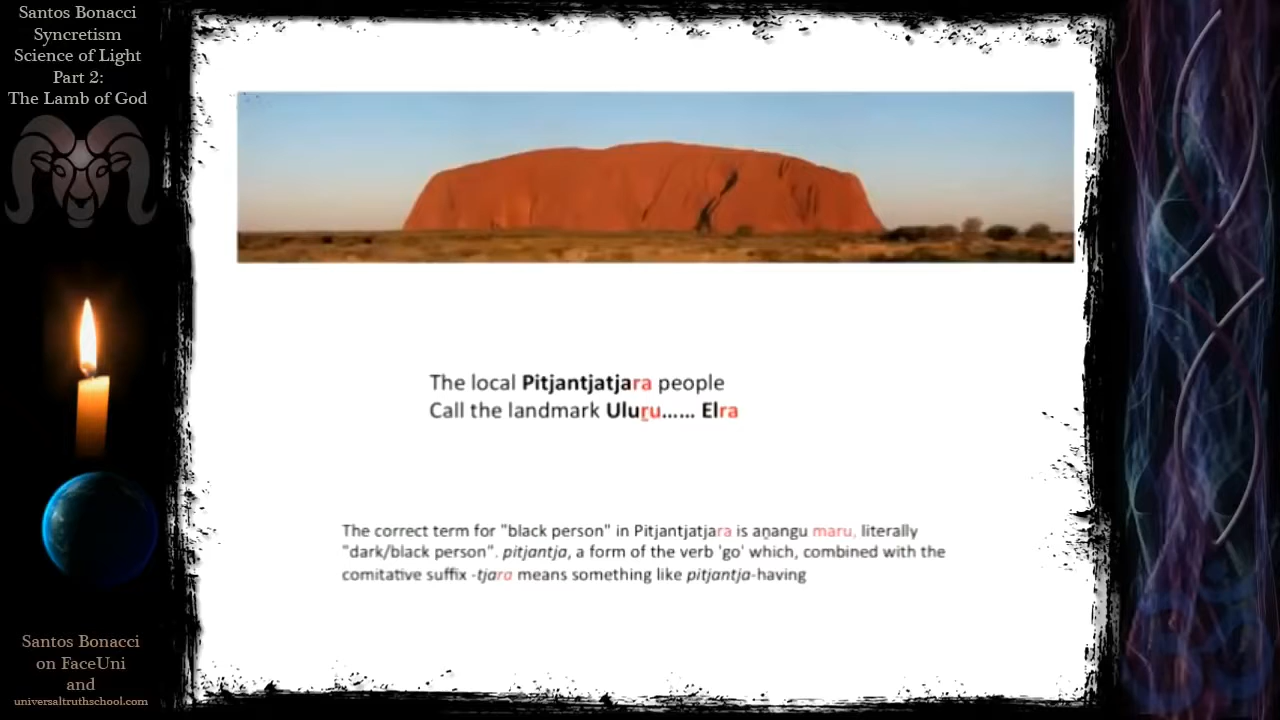 Santos Bonacci
Syncretism
Science of Light
Part 2:
The Lamb of God
The local Pitjantjatjara people
Call the landmark Uluṟu...... Elra
The correct term for "black person" in Pitjantjatjara is aṉangu maru, literally
"dark/black person". pitjantja, a form of the verb 'go' which, combined with the
comitative suffix -tjara means something like pitjantja-having
Santos Bonacci
on FaceUni
and
universaltruthschool.com